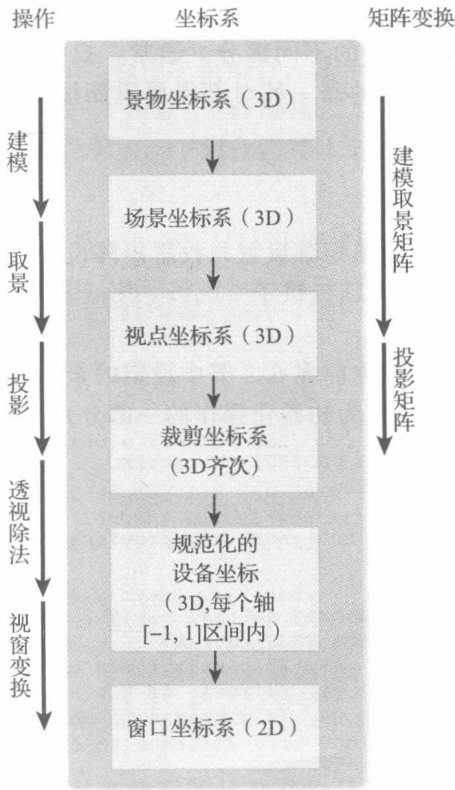 操作
坐标系
矩阵变换
景物坐标系（3D）
场景坐标系（3D）
视点坐标系（3D）
裁剪坐标系
(3D齐次）
规范化的
设备坐标
（3D,每个轴
[−1, 1]区间内）
窗口坐标系（2D）
建模
取景
投影
透视除法
视窗变换
建模取景矩阵
投影矩阵